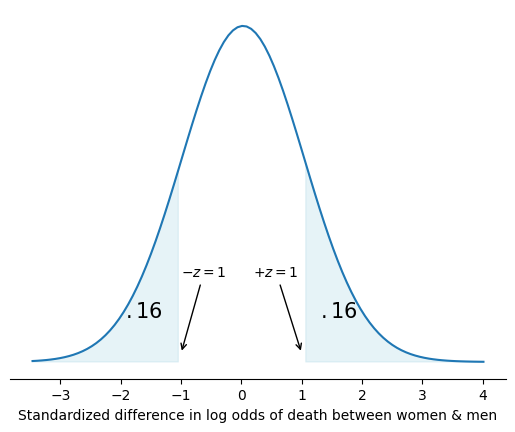 −z = 1
+z = 1
.16
.16
−3 −2 −1 0 1 2 3 4
Standardized difference in log odds of death between women & men